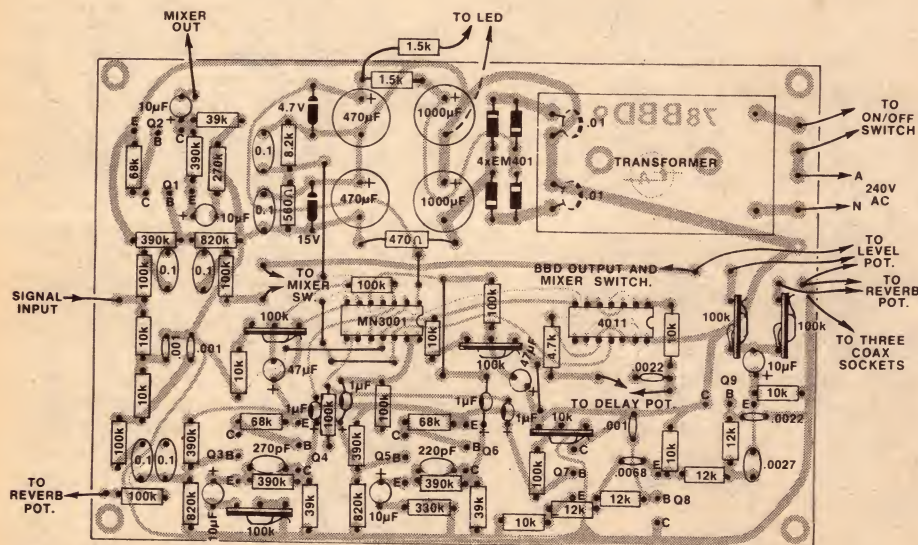 MIXER
OUT
TO LED
1.5k
1.5k
10µF
E
Q2
B
C
39k
4.7V
0.1
8.2k
470µF
1000µF
.01
78BBD9
TO
ON/OFF
SWITCH
68k
390k
270k
4xEM401
TRANSFORMER
A
240V
AC
N
C
Q1
B
E
10µF
0.1
560Ω
15V
470µF
1000µF
.01
390k
820k
470Ω
100k
0.1
0.1
100k
TO
MIXER
SW.
BBD OUTPUT AND
MIXER SWITCH.
TO
LEVEL
POT.
TO
REVERB
POT.
SIGNAL
INPUT
100k
100k
MN3001
100k
4011
100k
100k
10k
.001
.001
10k
47µF
10k
100k
4.7k
10k
TO THREE
COAX
SOCKETS
47µF
.0022
10µF
TO DELAY POT.
10k
1µF
1µF
100k
100k
1µF
1µF
Q9
B
E
10k
.0022
100k
0.1
0.1
390k
C
68k
E
B
Q4
C
68k
E
B
Q6
10k
C
.001
C
10k
12k
Q3
B
270pF
C
390k
Q5
B
220pF
C
100k
Q7
B
.0068
E
12k
.0027
TO
REVERB
POT.
100k
820k
E
390k
10µF
100k
39k
820k
E
390k
10µF
330k
39k
E
12k
12k
10k
B
Q8
C